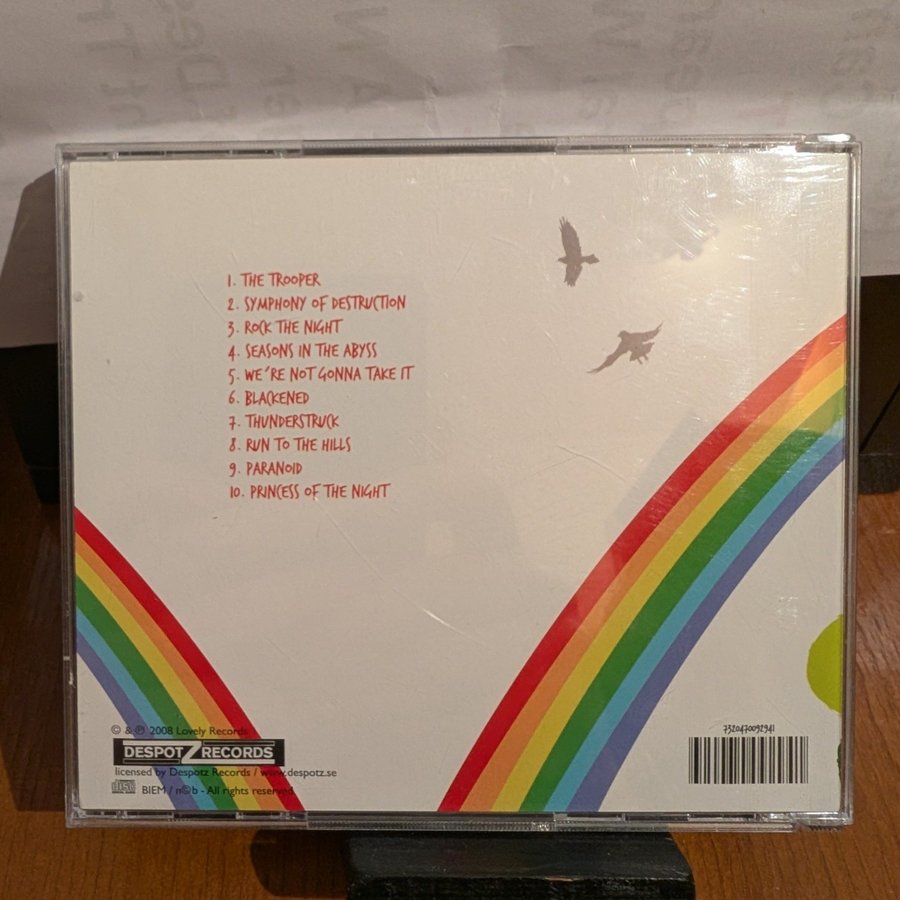 1. THE TROOPER
2. SYMPHONY OF DESTRUCTION
3. ROCK THE NIGHT
4. SEASONS IN THE ABYSS
5. WE'RE NOT GONNA TAKE IT
6. BLACKENED
7. THUNDERSTRUCK
8. RUN TO THE HILLS
9. PARANOID
10. PRINCESS OF THE NIGHT
© & ℗ 2008 Lovely Records
DESPOTZ RECORDS
licensed by Despotz Records / www.despotz.se
BIEM / n©b - All rights reserved
7320470092941